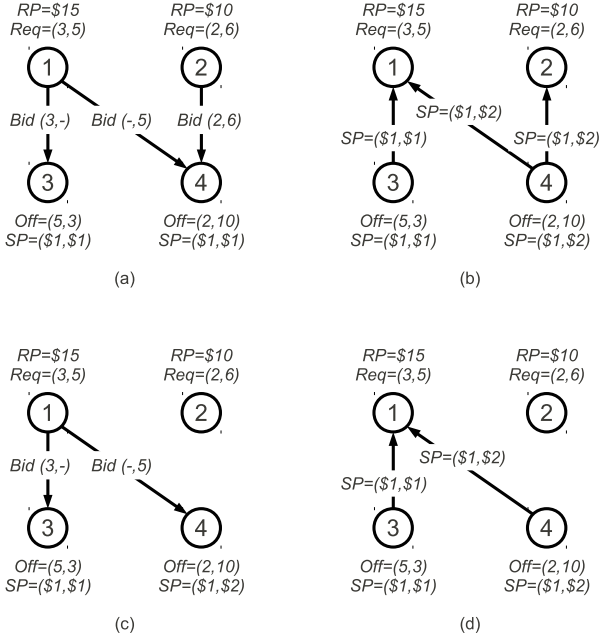 RP=$15 RP=$10 RP=$15 RP=$10
Req=(3,5) Req=(2,6) Req=(3,5) Req=(2,6)
1 2 1 2
Bid (3,-) Bid (-,5) Bid (2,6) SP=($1,$2)
SP=($1,$1) SP=($1,$2)
3 4 3 4
Off=(5,3) Off=(2,10) Off=(5,3) Off=(2,10)
SP=($1,$1) SP=($1,$1) SP=($1,$1) SP=($1,$2)
(a) (b)
RP=$15 RP=$10 RP=$15 RP=$10
Req=(3,5) Req=(2,6) Req=(3,5) Req=(2,6)
1 2 1 2
Bid (3,-) Bid (-,5) SP=($1,$2)
SP=($1,$1)
3 4 3 4
Off=(5,3) Off=(2,10) Off=(5,3) Off=(2,10)
SP=($1,$1) SP=($1,$2) SP=($1,$1) SP=($1,$2)
(c) (d)